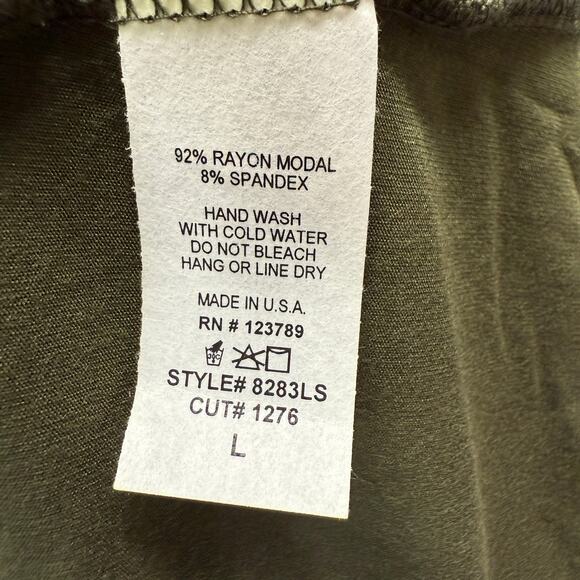 92% RAYON MODAL
8% SPANDEX
HAND WASH
WITH COLD WATER
DO NOT BLEACH
HANG OR LINE DRY
MADE IN U.S.A.
RN # 123789
STYLE# 8283LS
CUT# 1276
L